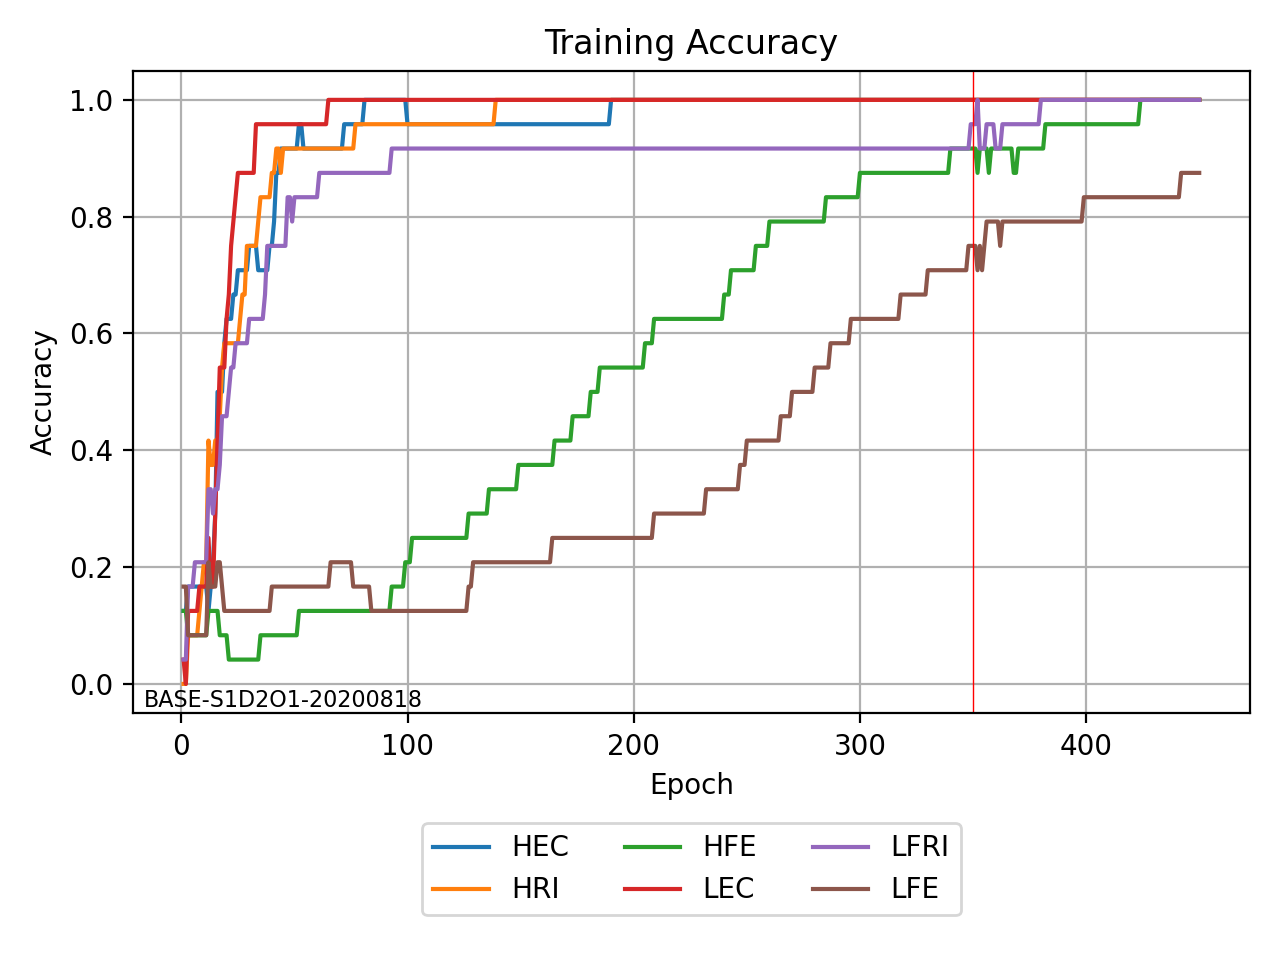 Training Accuracy
1.0
0.8
0.6
0.4
0.2
0.0
Accuracy
BASE-S1D2O1-20200818
0 100 200 300 400
Epoch
HEC HFE LFRI
HRI LEC LFE